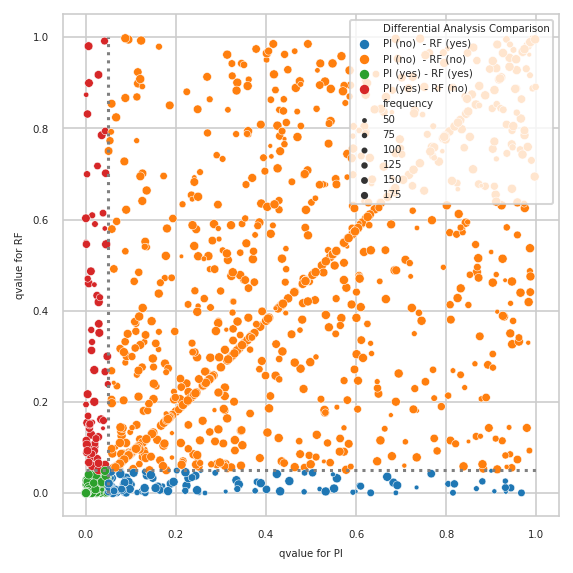 Differential Analysis Comparison
PI (no)  - RF (yes)
PI (no)  - RF (no)
PI (yes) - RF (yes)
PI (yes) - RF (no)
frequency
50
75
100
125
150
175
1.0
0.8
0.6
0.4
0.2
0.0
qvalue for RF
0.0 0.2 0.4 0.6 0.8 1.0
qvalue for PI